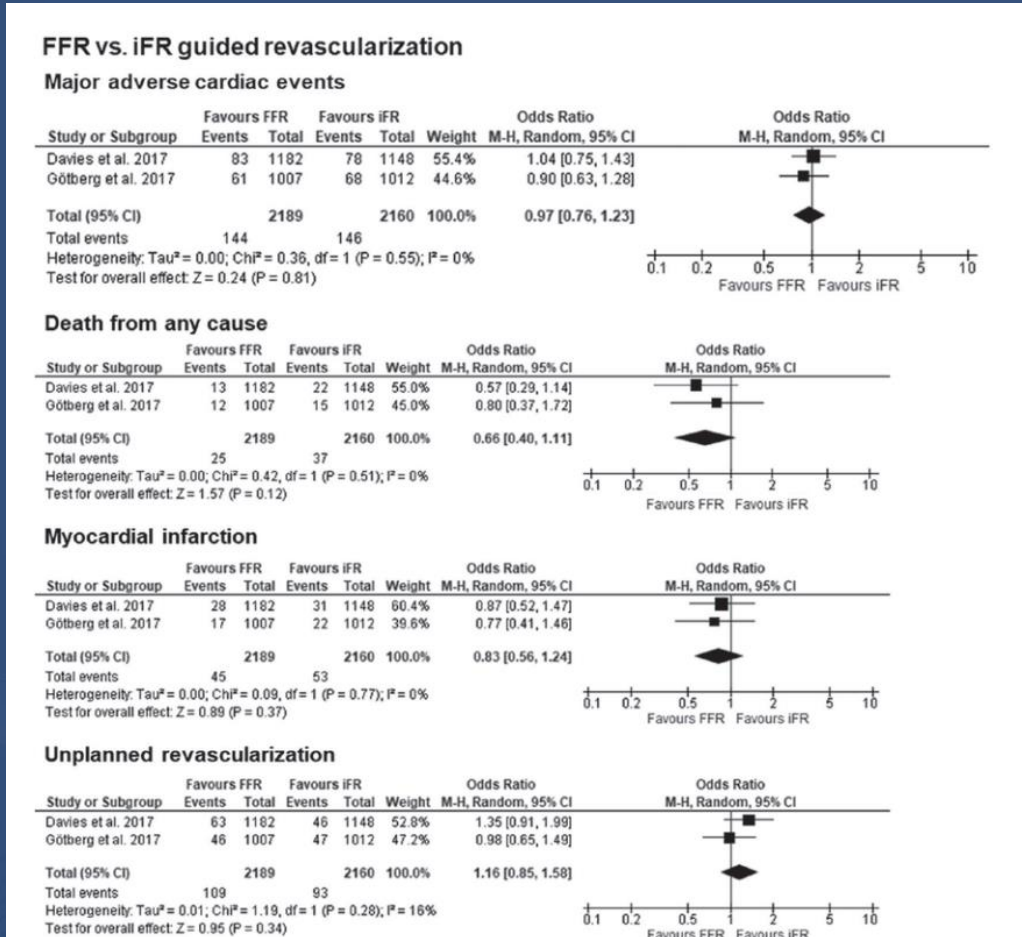 FFR vs. iFR guided revascularization
Major adverse cardiac events
Favours FFR Favours iFR Odds Ratio Odds Ratio
Study or Subgroup Events Total Events Total Weight M-H, Random, 95% CI M-H, Random, 95% CI
Davies et al. 2017 83 1182 78 1148 55.4% 1.04 [0.75, 1.43]
Götberg et al. 2017 61 1007 68 1012 44.6% 0.90 [0.63, 1.28]
Total (95% CI) 2189 2160 100.0% 0.97 [0.76, 1.23]
Total events 144 146
Heterogeneity: Tau² = 0.00; Chi² = 0.36, df = 1 (P = 0.55); I² = 0%
Test for overall effect: Z = 0.24 (P = 0.81)
0.1 0.2 0.5 1 2 5 10
Favours FFR Favours iFR
Death from any cause
Favours FFR Favours iFR Odds Ratio Odds Ratio
Study or Subgroup Events Total Events Total Weight M-H, Random, 95% CI M-H, Random, 95% CI
Davies et al. 2017 13 1182 22 1148 55.0% 0.57 [0.29, 1.14]
Götberg et al. 2017 12 1007 15 1012 45.0% 0.80 [0.37, 1.72]
Total (95% CI) 2189 2160 100.0% 0.66 [0.40, 1.11]
Total events 25 37
Heterogeneity: Tau² = 0.00; Chi² = 0.42, df = 1 (P = 0.51); I² = 0%
Test for overall effect: Z = 1.57 (P = 0.12)
0.1 0.2 0.5 1 2 5 10
Favours FFR Favours iFR
Myocardial infarction
Favours FFR Favours iFR Odds Ratio Odds Ratio
Study or Subgroup Events Total Events Total Weight M-H, Random, 95% CI M-H, Random, 95% CI
Davies et al. 2017 28 1182 31 1148 60.4% 0.87 [0.52, 1.47]
Götberg et al. 2017 17 1007 22 1012 39.6% 0.77 [0.41, 1.46]
Total (95% CI) 2189 2160 100.0% 0.83 [0.56, 1.24]
Total events 45 53
Heterogeneity: Tau² = 0.00; Chi² = 0.09, df = 1 (P = 0.77); I² = 0%
Test for overall effect: Z = 0.89 (P = 0.37)
0.1 0.2 0.5 1 2 5 10
Favours FFR Favours iFR
Unplanned revascularization
Favours FFR Favours iFR Odds Ratio Odds Ratio
Study or Subgroup Events Total Events Total Weight M-H, Random, 95% CI M-H, Random, 95% CI
Davies et al. 2017 63 1182 46 1148 52.8% 1.35 [0.91, 1.99]
Götberg et al. 2017 46 1007 47 1012 47.2% 0.98 [0.65, 1.49]
Total (95% CI) 2189 2160 100.0% 1.16 [0.85, 1.58]
Total events 109 93
Heterogeneity: Tau² = 0.01; Chi² = 1.19, df = 1 (P = 0.28); I² = 16%
Test for overall effect: Z = 0.95 (P = 0.34)
0.1 0.2 0.5 1 2 5 10
Favours FFR Favours iFR